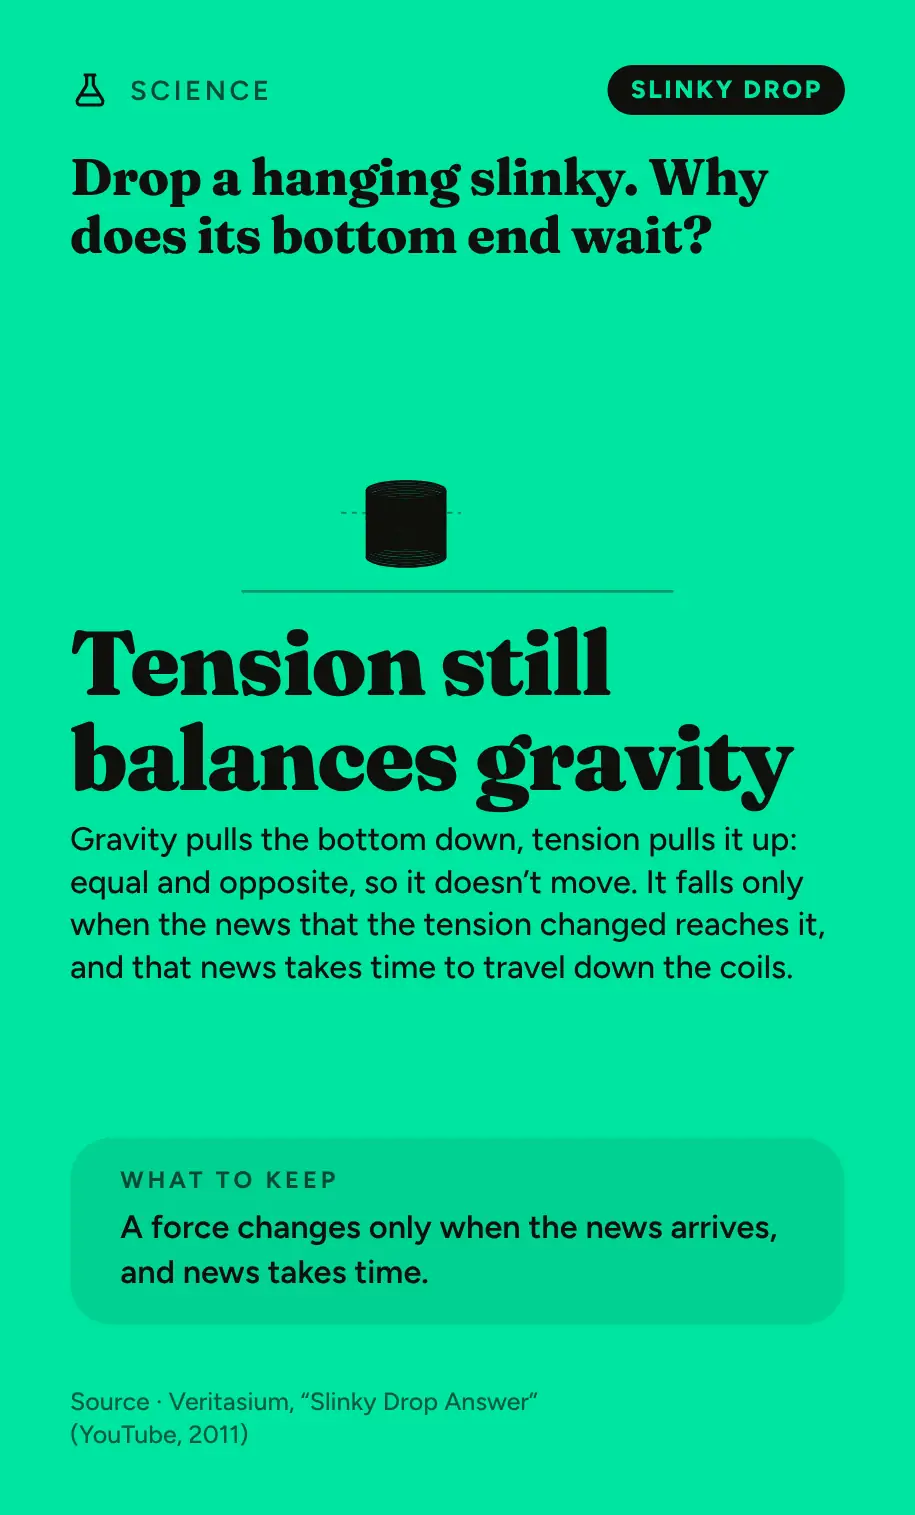 SCIENCE
SLINKY DROP
Drop a hanging slinky. Why
does its bottom end wait?
Tension still
balances gravity
Gravity pulls the bottom down, tension pulls it up:
equal and opposite, so it doesn’t move. It falls only
when the news that the tension changed reaches it,
and that news takes time to travel down the coils.
WHAT TO KEEP
A force changes only when the news arrives,
and news takes time.
Source · Veritasium, “Slinky Drop Answer”
(YouTube, 2011)